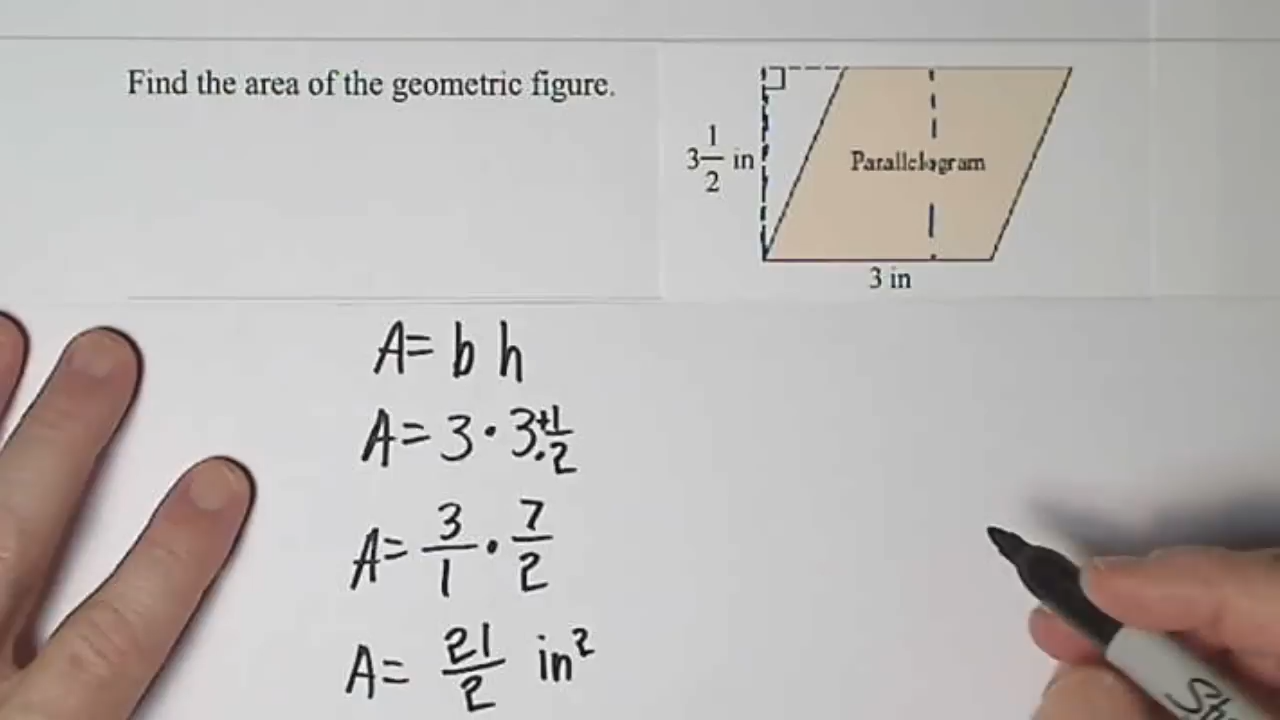 Find the area of the geometric figure.
3 1/2 in
Parallelogram
3 in
A= b h
A= 3 · 3 +1/·2
A= 3/1 · 7/2
A= 21/2 in²